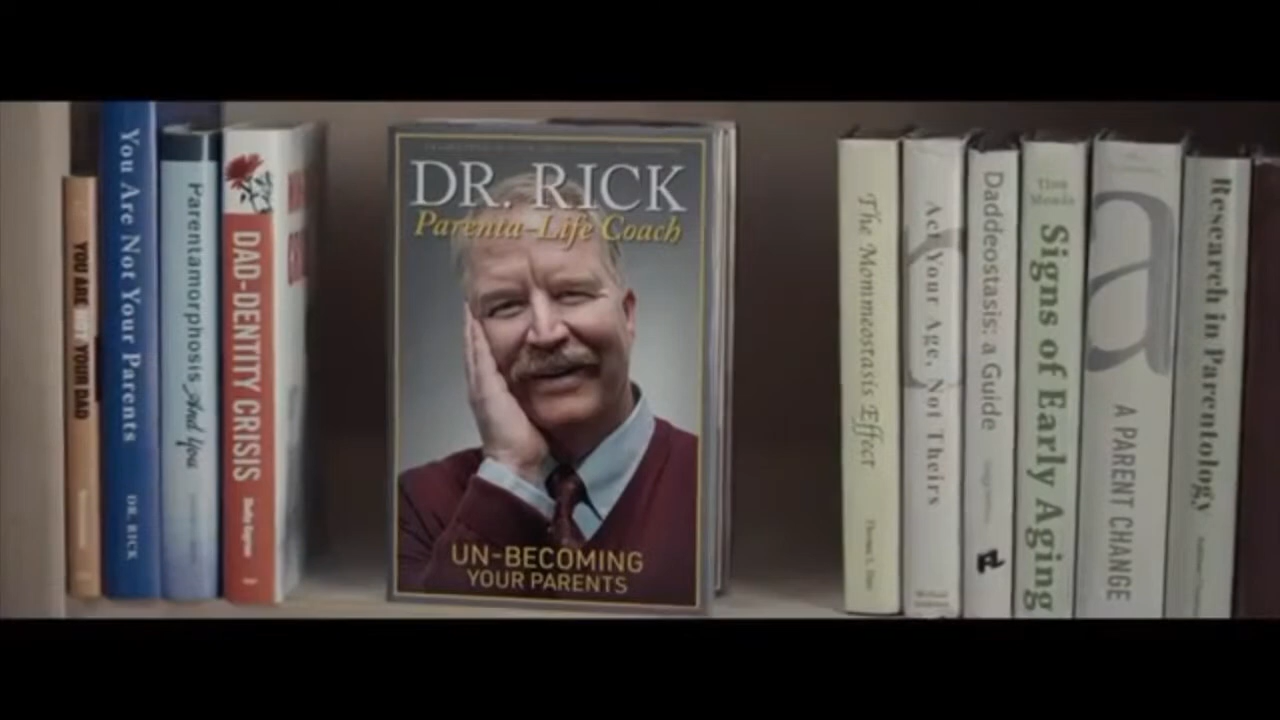 YOU ARE NOT YOUR DAD
You Are Not Your Parents
DR. RICK
Parentamorphosis And You
DAD-DENTITY CRISIS
DR. RICK
Parenta-Life Coach
UN-BECOMING
YOUR PARENTS
The Mommeostasis Effect
Act Your Age, Not Theirs
Daddeostasis: a Guide
Signs of Early Aging
a
A PARENT CHANGE
Research in Parentology